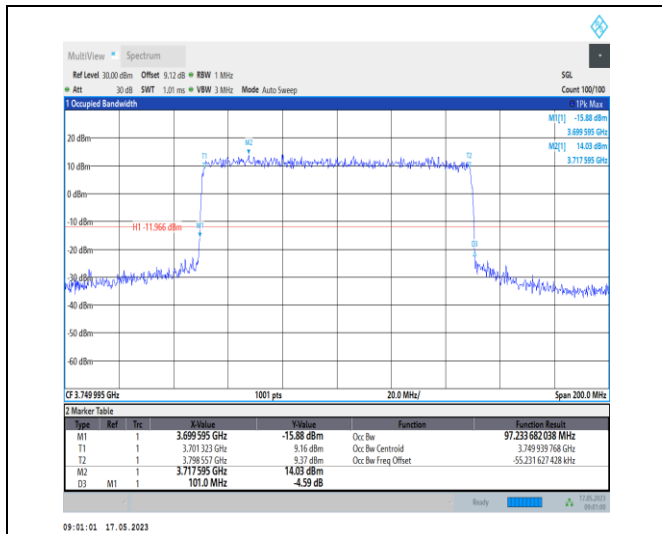 MultiView Spectrum
Ref Level 30.00 dBm Offset 9.12 dB RBW 1 MHz SGL
Att 30 dB SWT 1.01 ms VBW 3 MHz Mode Auto Sweep Count 100/100
1 Occupied Bandwidth 1Pk Max
M1[1] -15.88 dBm
3.699 595 GHz
M2[1] 14.03 dBm
3.717 595 GHz
20 dBm
M2
T1 T2
10 dBm
0 dBm
-10 dBm
H1 -11.966 dBm M1
-20 dBm
D3
-30 dBm
-40 dBm
-50 dBm
-60 dBm
CF 3.749 995 GHz 1001 pts 20.0 MHz/ Span 200.0 MHz
2 Marker Table
Type Ref Trc X-Value Y-Value Function Function Result
M1 1 3.699 595 GHz -15.88 dBm Occ Bw 97.233 682 038 MHz
T1 1 3.701 323 GHz 9.16 dBm Occ Bw Centroid 3.749 939 768 GHz
T2 1 3.798 557 GHz 9.37 dBm Occ Bw Freq Offset -55.231 627 428 kHz
M2 1 3.717 595 GHz 14.03 dBm
D3 M1 1 101.0 MHz -4.59 dB
Ready 17.05.2023
09:01:00
09:01:01 17.05.2023